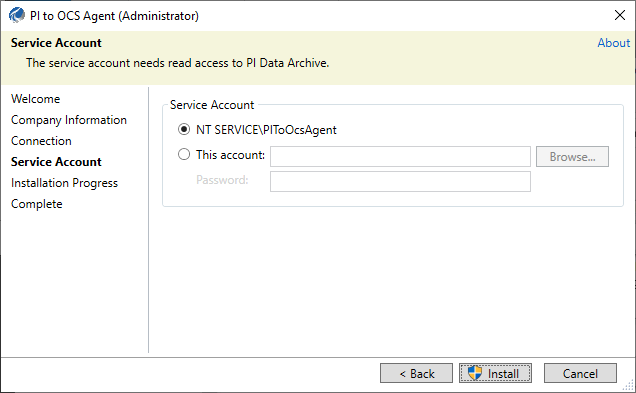 PI to OCS Agent (Administrator)
Service Account
About
The service account needs read access to PI Data Archive.
Welcome
Company Information
Connection
Service Account
Installation Progress
Complete
Service Account
NT SERVICE\PIToOcsAgent
This account:
Browse...
Password:
< Back
Install
Cancel